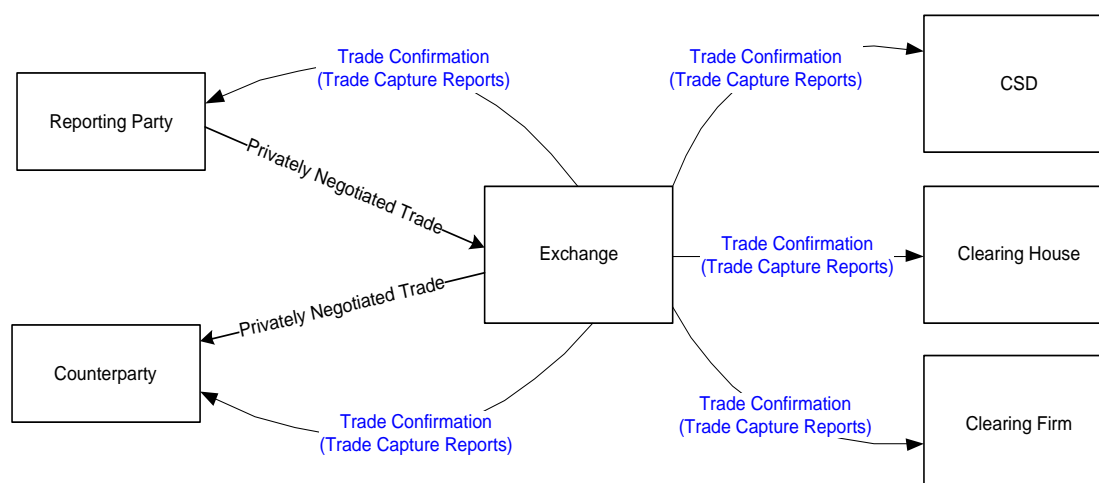 Trade Confirmation
(Trade Capture Reports)
Trade Confirmation
(Trade Capture Reports)
CSD
Reporting Party
Privately Negotiated Trade
Exchange
Trade Confirmation
(Trade Capture Reports)
Clearing House
Privately Negotiated Trade
Counterparty
Trade Confirmation
(Trade Capture Reports)
Trade Confirmation
(Trade Capture Reports)
Clearing Firm